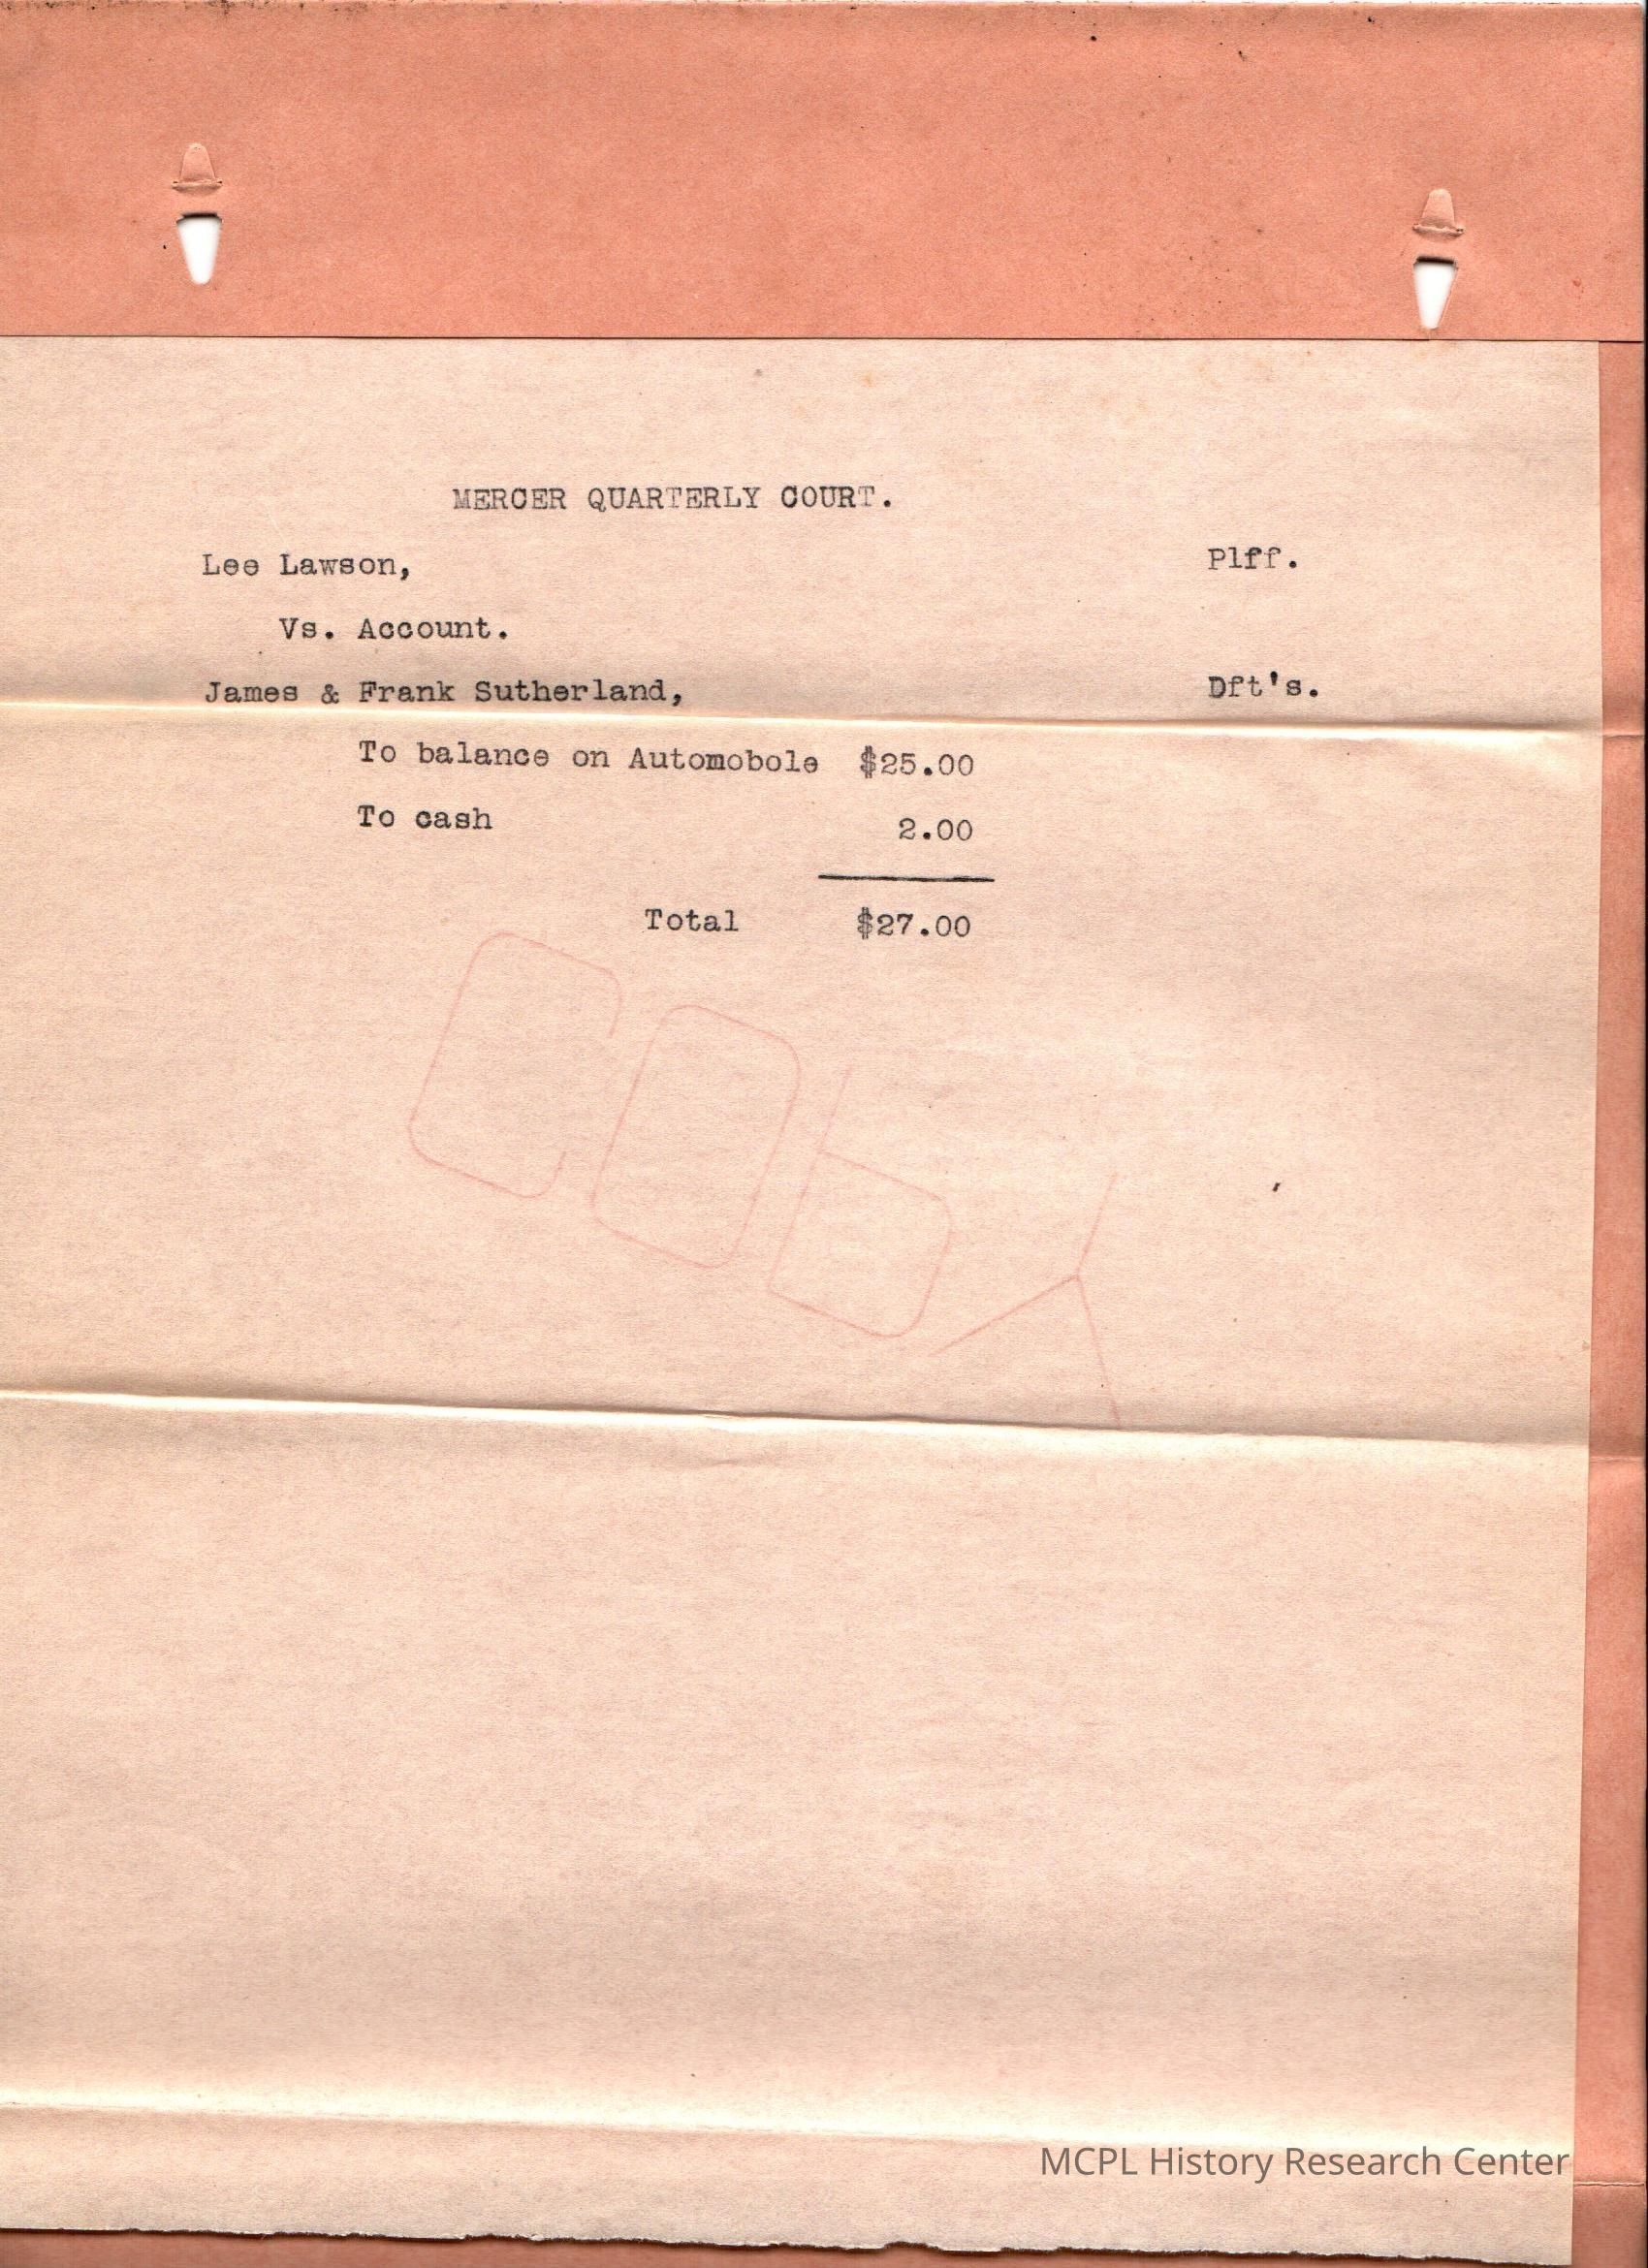 MERCER QUARTERLY COURT.
Lee Lawson, Plff.
Vs. Account.
James & Frank Sutherland, Dft's.
To balance on Automobole $25.00
To cash 2.00
Total $27.00
COPY
MCPL History Research Center